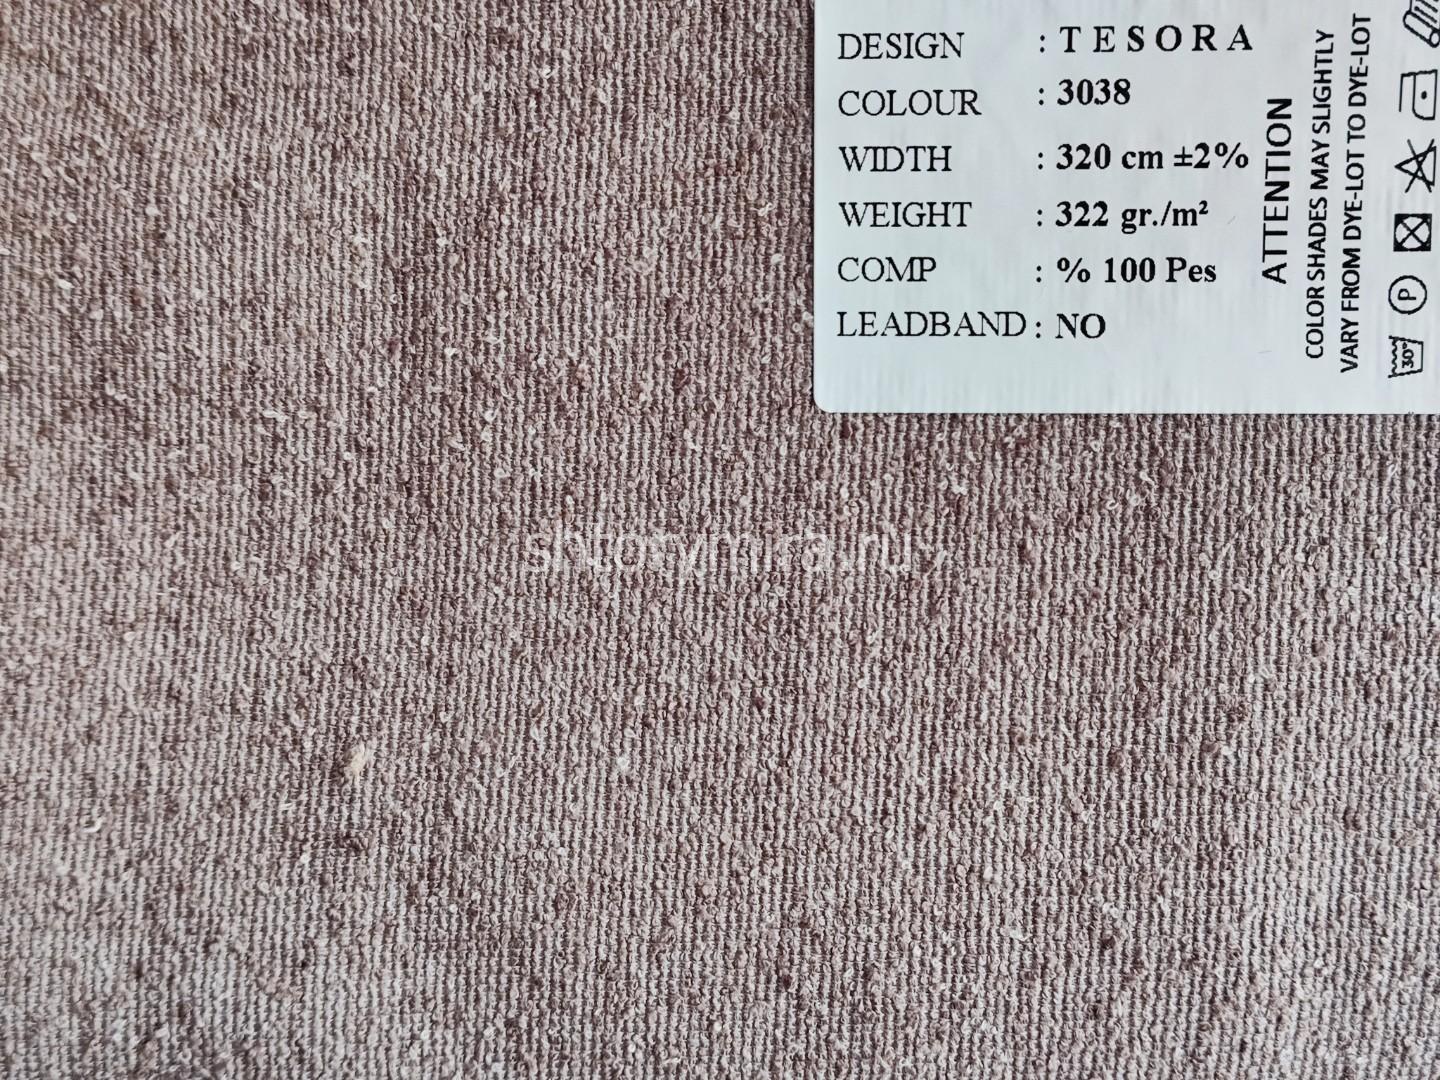 DESIGN : TESORA
COLOUR : 3038
WIDTH : 320 cm ±2%
WEIGHT : 322 gr./m²
COMP : % 100 Pes
LEADBAND : NO
ATTENTION
COLOR SHADES MAY SLIGHTLY
VARY FROM DYE-LOT TO DYE-LOT
P
30°
shtorymira.ru